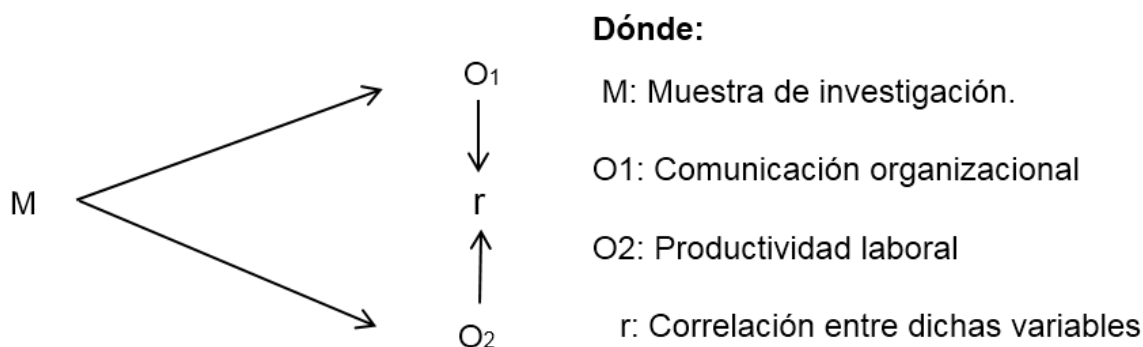 O1
M
r
O2
Dónde:
M: Muestra de investigación.
O1: Comunicación organizacional
O2: Productividad laboral
r: Correlación entre dichas variables